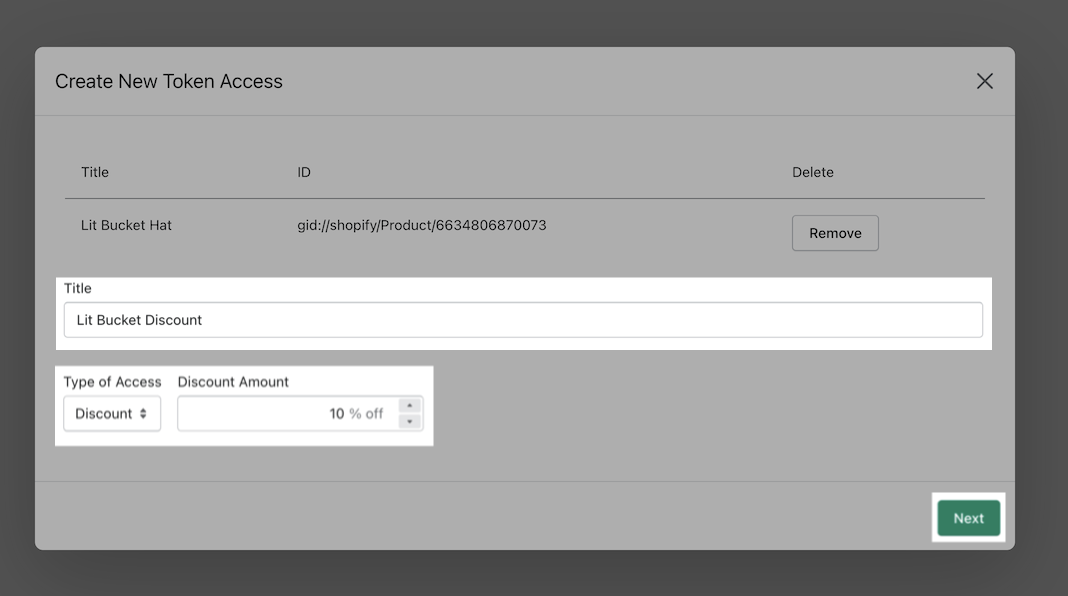 Create New Token Access
Title ID Delete
Lit Bucket Hat gid://shopify/Product/6634806870073 Remove
Title
Lit Bucket Discount
Type of Access Discount Amount
Discount 10 % off
Next